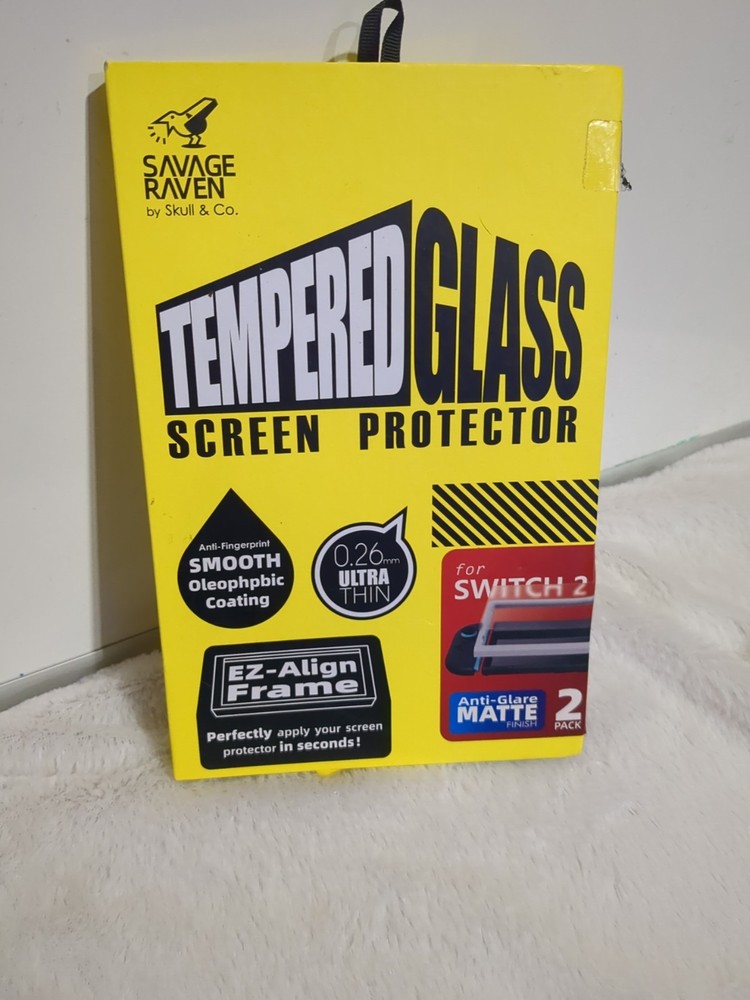 SAVAGE
RAVEN
by Skull & Co.
TEMPERED GLASS
SCREEN PROTECTOR
Anti-Fingerprint
SMOOTH
Oleophpbic
Coating
0.26mm
ULTRA
THIN
for
SWITCH 2
EZ-Align
Frame
Perfectly apply your screen
protector in seconds!
Anti-Glare
MATTE
FINISH
2
PACK